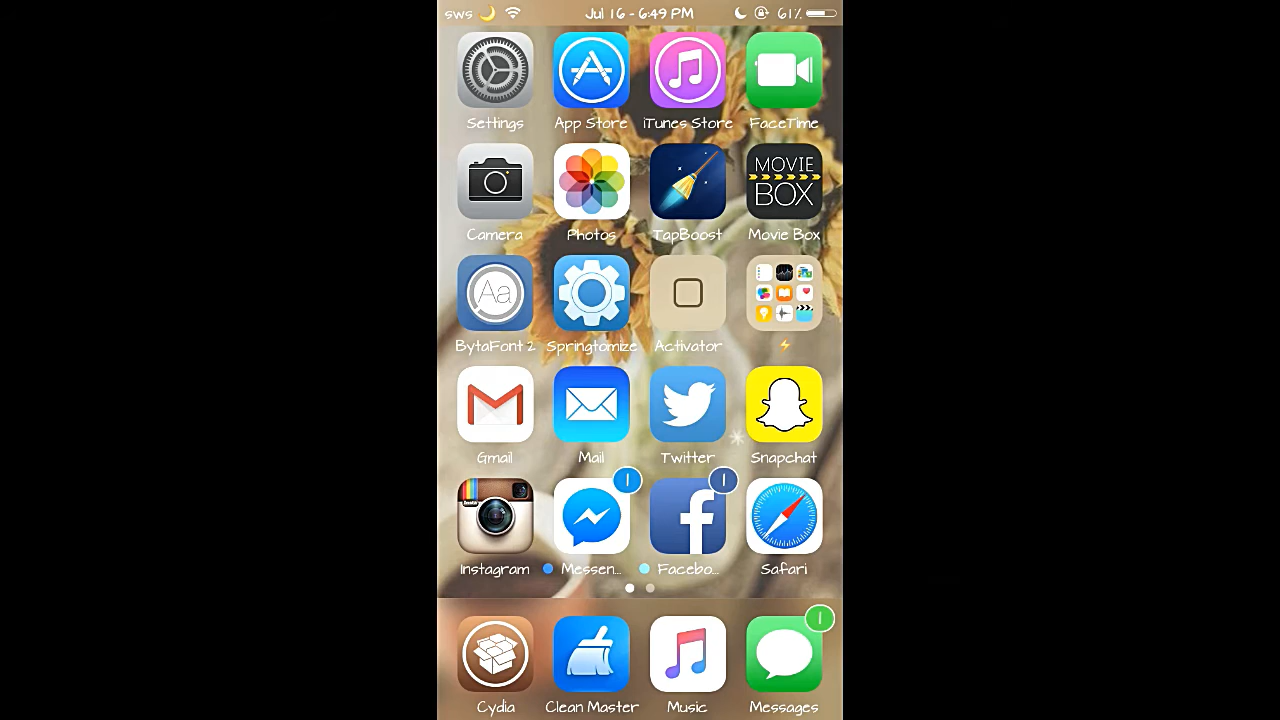 sws 🌙 Jul 16 - 6:49 PM 61%
Settings App Store iTunes Store FaceTime
MOVIE
BOX
Camera Photos TapBoost Movie Box
Aa
BytaFont 2 Springtomize Activator ⚡
Gmail Mail Twitter Snapchat
1 1
Instagram Messen... Facebo... Safari
1
Cydia Clean Master Music Messages